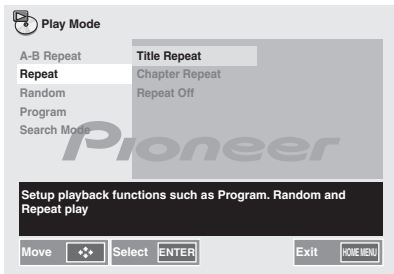 Play Mode
A-B Repeat Title Repeat
Repeat Chapter Repeat
Random Repeat Off
Program
Search Mode
Pioneer
Setup playback functions such as Program. Random and
Repeat play
Move Select ENTER Exit HOME MENU